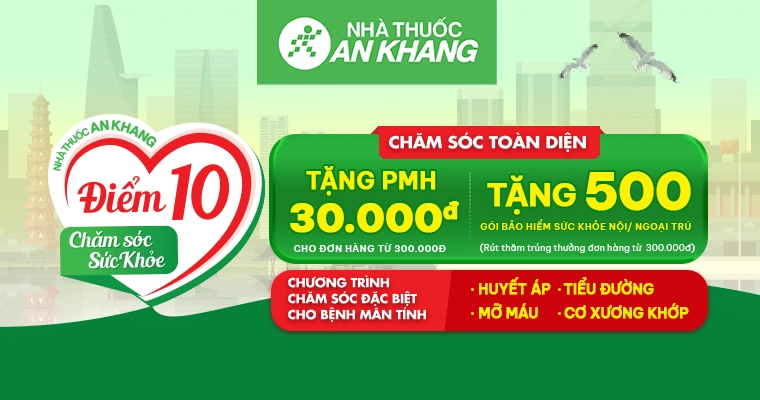 NHÀ THUỐC
AN KHANG
NHÀ THUỐC AN KHANG
Điểm 10
Chăm sóc
Sức Khỏe
CHĂM SÓC TOÀN DIỆN
TẶNG PMH
30.000đ
CHO ĐƠN HÀNG TỪ 300.000Đ
TẶNG 500
GÓI BẢO HIỂM SỨC KHỎE NỘI/ NGOẠI TRÚ
(Rút thăm trúng thưởng đơn hàng từ 300.000đ)
CHƯƠNG TRÌNH
CHĂM SÓC ĐẶC BIỆT
CHO BỆNH MÃN TÍNH
· HUYẾT ÁP · TIỂU ĐƯỜNG
· MỠ MÁU · CƠ XƯƠNG KHỚP